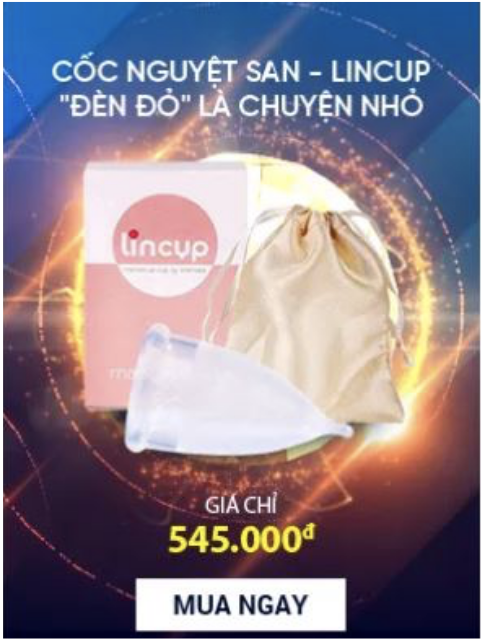 CỐC NGUYỆT SAN - LINCUP
"ĐÈN ĐỎ" LÀ CHUYỆN NHỎ
lincup
GIÁ CHỈ
545.000đ
MUA NGAY